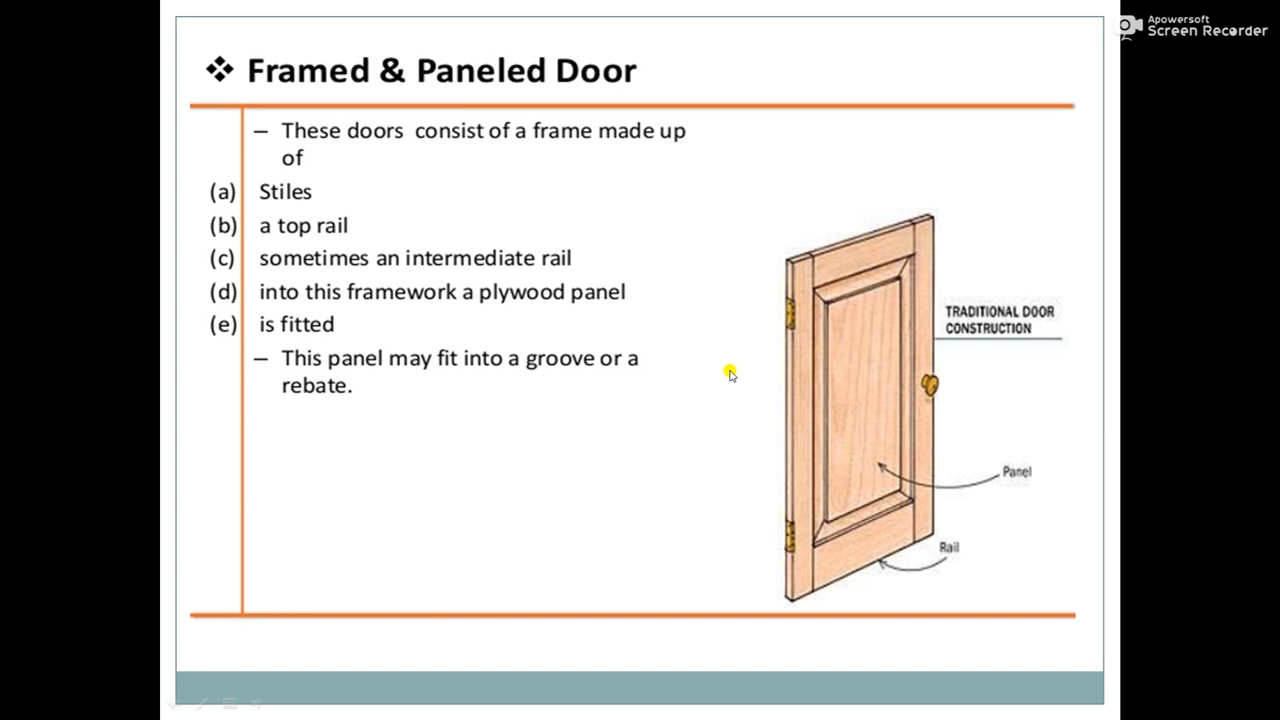 Apowersoft
Screen Recorder
❖ Framed & Paneled Door
– These doors consist of a frame made up
of
(a) Stiles
(b) a top rail
(c) sometimes an intermediate rail
(d) into this framework a plywood panel
(e) is fitted
– This panel may fit into a groove or a
rebate.
TRADITIONAL DOOR
CONSTRUCTION
Panel
Rail